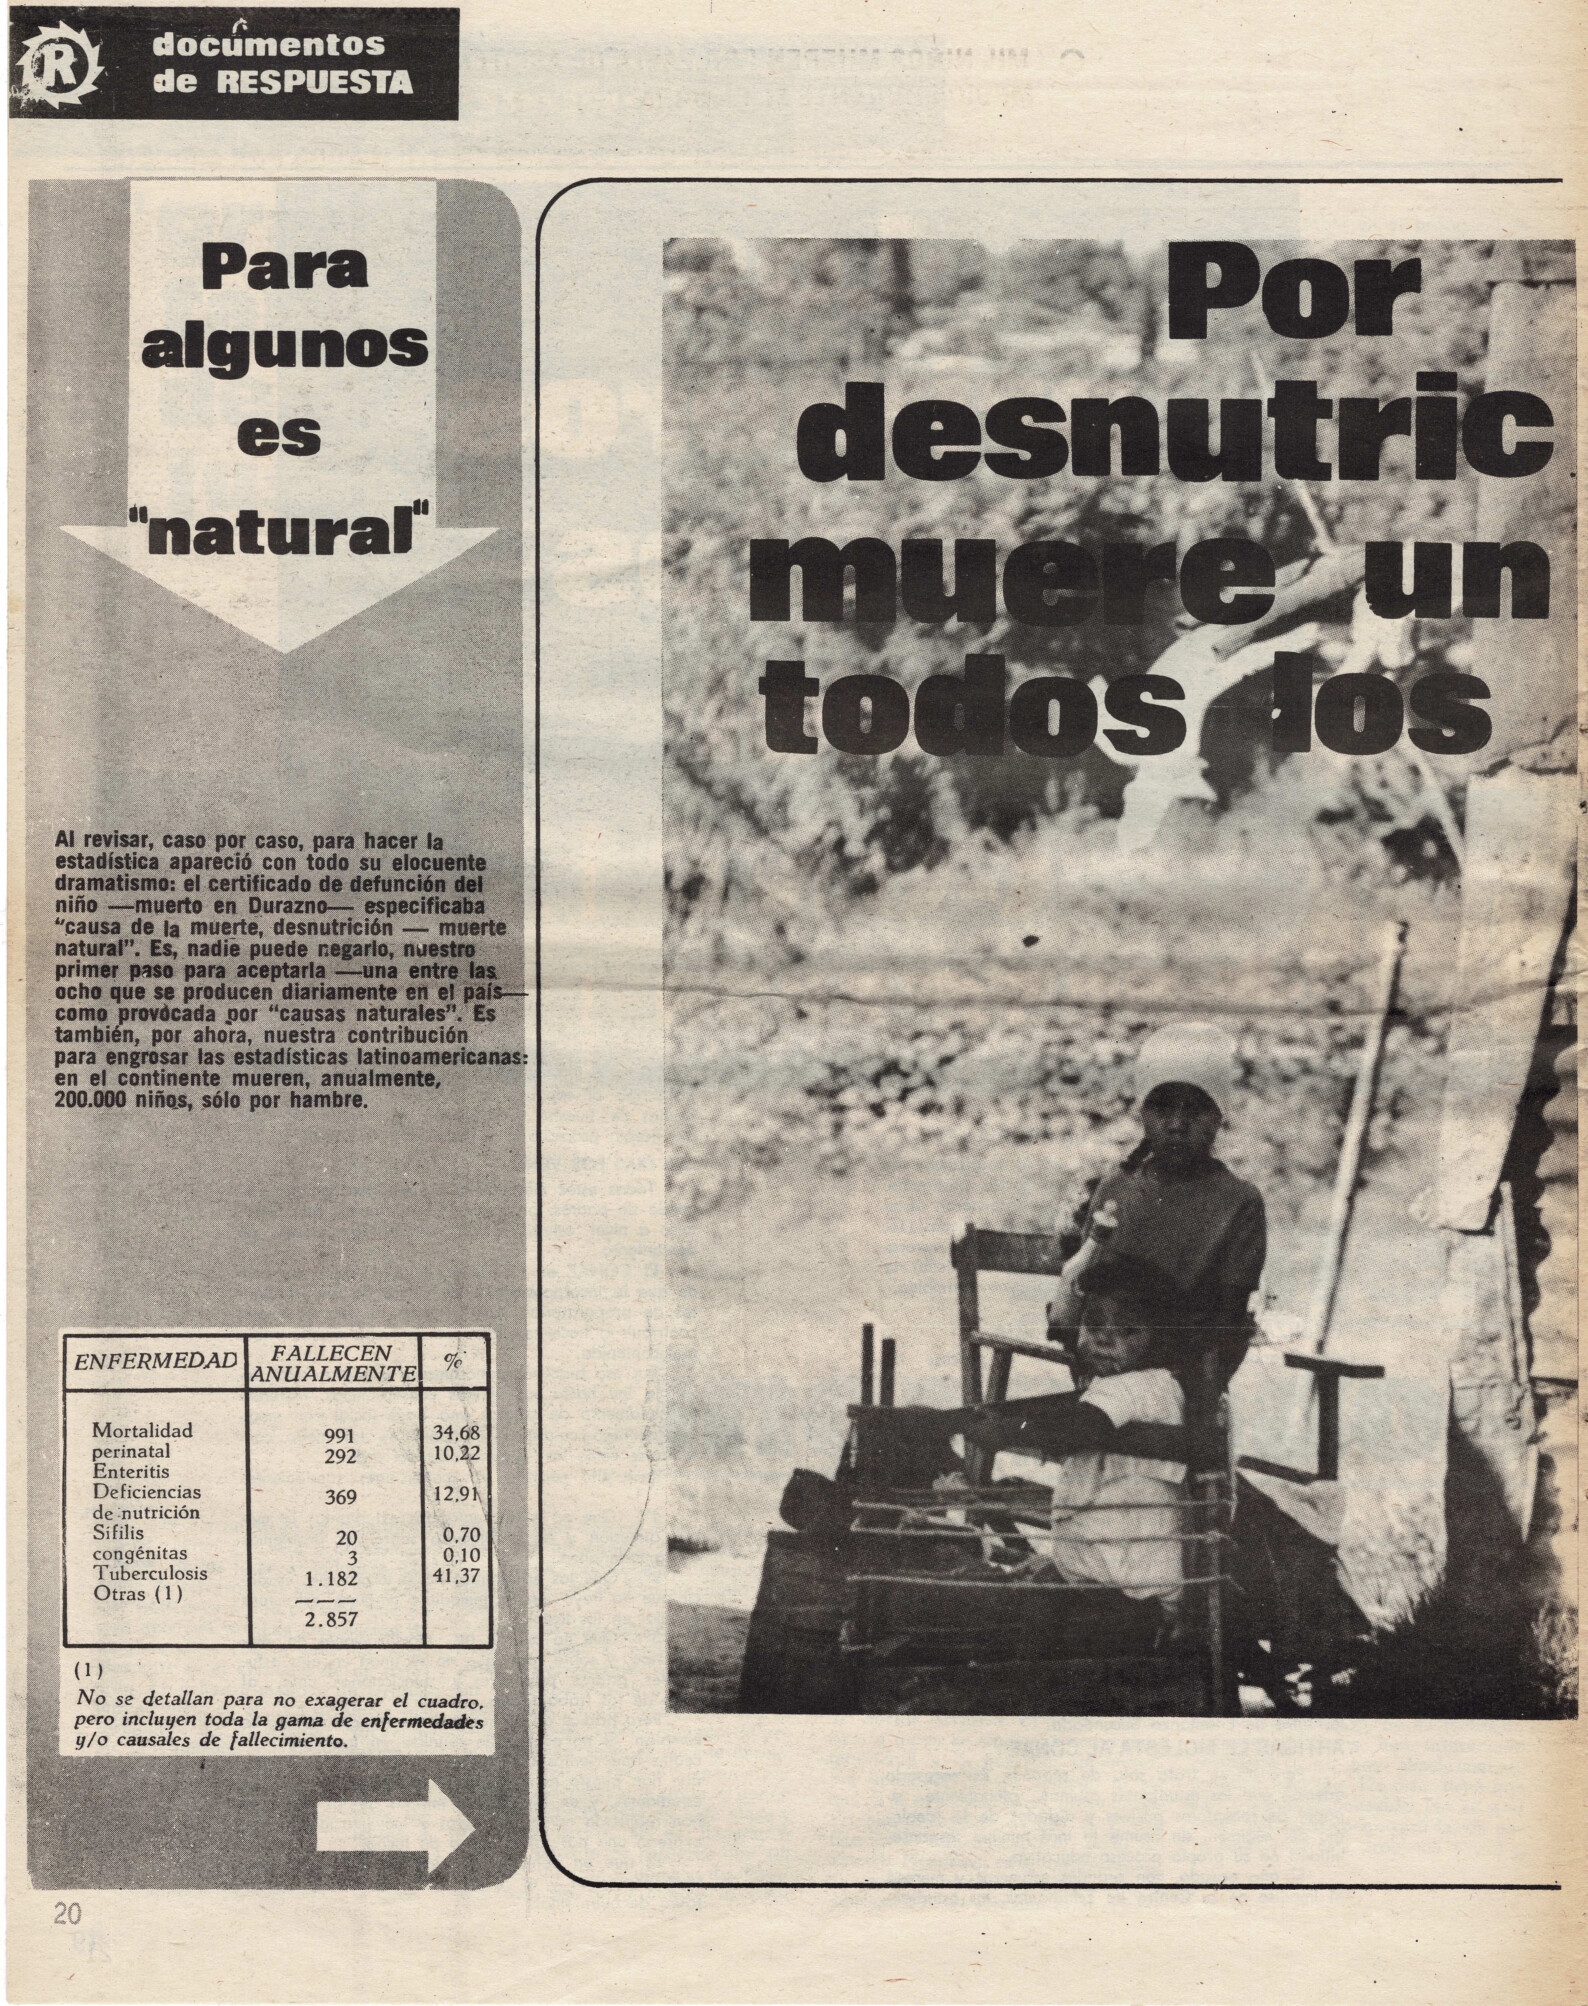 R
documentos
de RESPUESTA
Para
algunos
es
"natural"
Al revisar, caso por caso, para hacer la
estadística apareció con todo su elocuente
dramatismo: el certificado de defunción del
niño —muerto en Durazno— especificaba
"causa de la muerte, desnutrición — muerte
natural". Es, nadie puede negarlo, nuestro
primer paso para aceptarla —una entre las
ocho que se producen diariamente en el país—
como provocada por "causas naturales". Es
también, por ahora, nuestra contribución
para engrosar las estadísticas latinoamericanas:
en el continente mueren, anualmente,
200.000 niños, sólo por hambre.
ENFERMEDAD FALLECEN ANUALMENTE %
Mortalidad 991 34,68
perinatal 292 10,22
Enteritis
Deficiencias 369 12,91
de nutrición
Sífilis 20 0,70
congénitas 3 0,10
Tuberculosis 1.182 41,37
Otras (1) ———
2.857
(1)
No se detallan para no exagerar el cuadro,
pero incluyen toda la gama de enfermedades
y/o causales de fallecimiento.
20
Por
desnutric
muere un
todos los